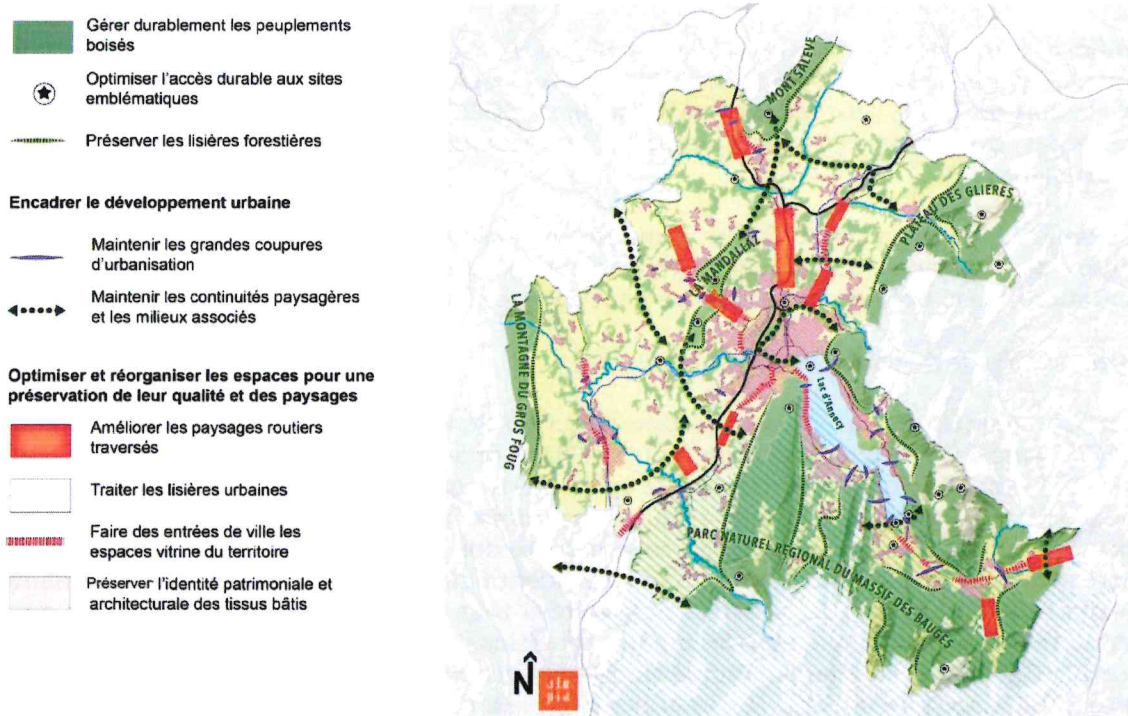 Gérer durablement les peuplements
boisés
Optimiser l'accès durable aux sites
emblématiques
Préserver les lisières forestières
Encadrer le développement urbaine
Maintenir les grandes coupures
d'urbanisation
Maintenir les continuités paysagères
et les milieux associés
Optimiser et réorganiser les espaces pour une
préservation de leur qualité et des paysages
Améliorer les paysages routiers
traversés
Traiter les lisières urbaines
Faire des entrées de ville les
espaces vitrine du territoire
Préserver l'identité patrimoniale et
architecturale des tissus bâtis
MONT SALÈVE
PLATEAU DES GLIERES
LA MANDALLAZ
LA MONTAGNE DU GROS FOUG
Lac d'Annecy
PARC NATUREL REGIONAL DU MASSIF DES BAUGES
N